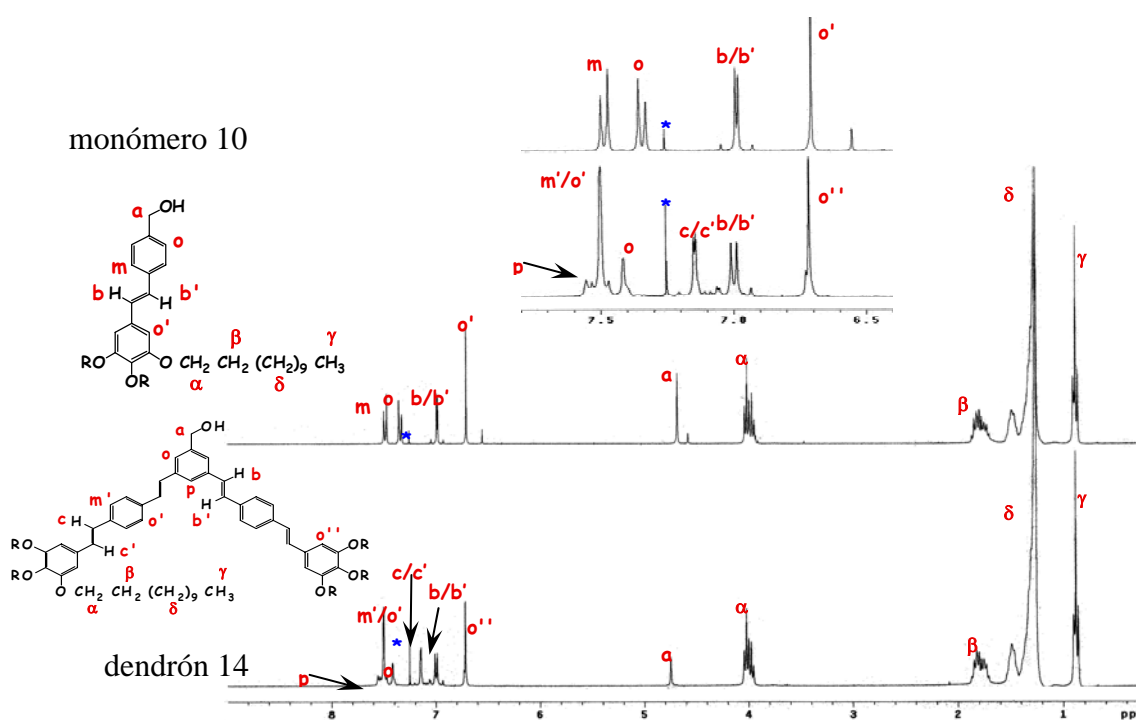 m o * b/b' o'
monómero 10
m'/o' o * c/c' b/b' o''
p
7.5 7.0 6.5
a OH
o
m
b H H b'
o'
RO OR O CH₂ CH₂ (CH₂)₉ CH₃
α β δ γ
m o * b/b' o' a α β δ γ
a OH
o
p
H b
b' H
m' o'
c H H c'
o''
RO RO O CH₂ CH₂ (CH₂)₉ CH₃
α β δ γ
OR OR OR
dendrón 14
p m'/o' * o c/c' b/b' o'' a α β δ γ
8 7 6 5 4 3 2 1 pp